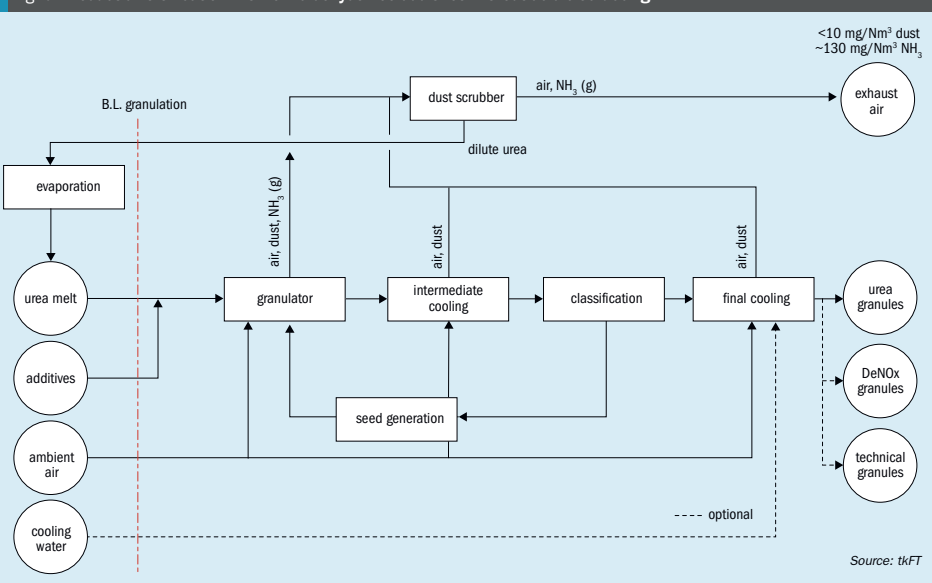 <10 mg/Nm³ dust
~130 mg/Nm³ NH₃
B.L. granulation
dust scrubber
air, NH₃ (g)
exhaust
air
dilute urea
evaporation
air, dust, NH₃ (g)
air, dust
air, dust
urea melt
granulator
intermediate
cooling
classification
final cooling
urea
granules
additives
DeNOx
granules
seed generation
ambient
air
technical
granules
optional
cooling
water
Source: tkFT